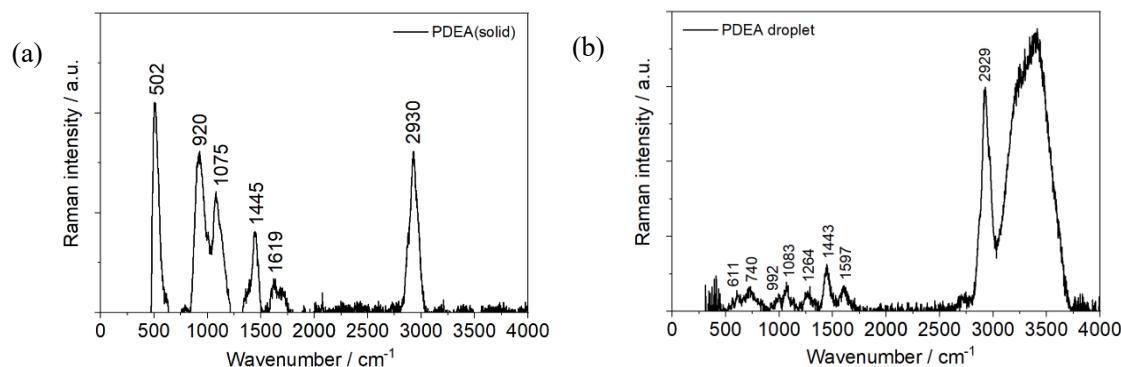 (a)
PDEA(solid)
502
920
1075
1445
1619
2930
Raman intensity / a.u.
0 500 1000 1500 2000 2500 3000 3500 4000
Wavenumber / cm⁻¹
(b)
PDEA droplet
611
740
992
1083
1264
1443
1597
2929
Raman intensity / a.u.
0 500 1000 1500 2000 2500 3000 3500 4000
Wavenumber / cm⁻¹